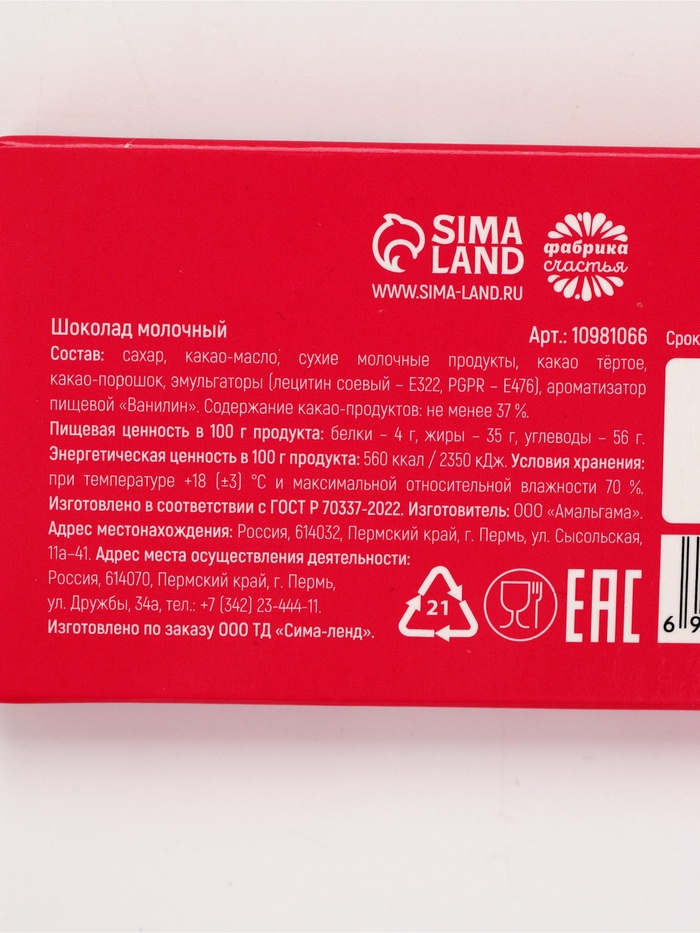 SIMA
LAND
WWW.SIMA-LAND.RU
фабрика
счастья
Шоколад молочный
Арт.: 10981066
Срок
Состав: сахар, какао-масло, сухие молочные продукты, какао тёртое,
какао-порошок, эмульгаторы (лецитин соевый – Е322, PGPR – Е476), ароматизатор
пищевой «Ванилин». Содержание какао-продуктов: не менее 37 %.
Пищевая ценность в 100 г продукта: белки – 4 г, жиры – 35 г, углеводы – 56 г.
Энергетическая ценность в 100 г продукта: 560 ккал / 2350 кДж. Условия хранения:
при температуре +18 (±3) °С и максимальной относительной влажности 70 %.
Изготовлено в соответствии с ГОСТ Р 70337-2022. Изготовитель: ООО «Амальгама».
Адрес местонахождения: Россия, 614032, Пермский край, г. Пермь, ул. Сысольская,
11а–41. Адрес места осуществления деятельности:
Россия, 614070, Пермский край, г. Пермь,
ул. Дружбы, 34а, тел.: +7 (342) 23-444-11.
Изготовлено по заказу ООО ТД «Сима-ленд».
21
EAC
6 9